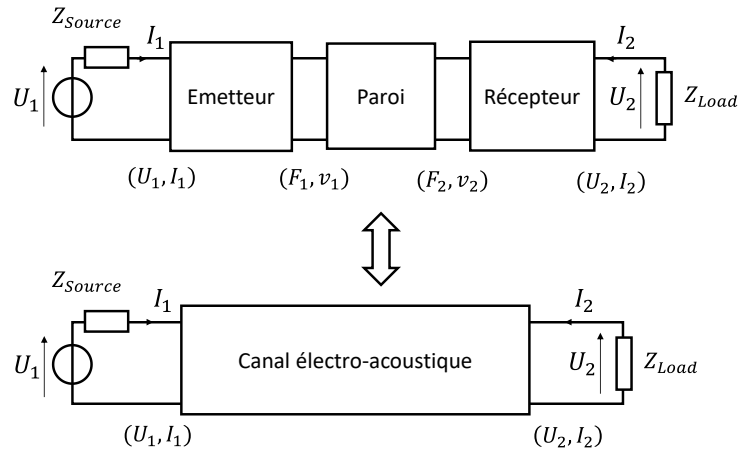 Z_Source
I_1 I_2
U_1 Emetteur Paroi Récepteur U_2 Z_Load
(U_1, I_1) (F_1, v_1) (F_2, v_2) (U_2, I_2)
Z_Source
I_1 I_2
U_1 Canal électro-acoustique U_2 Z_Load
(U_1, I_1) (U_2, I_2)